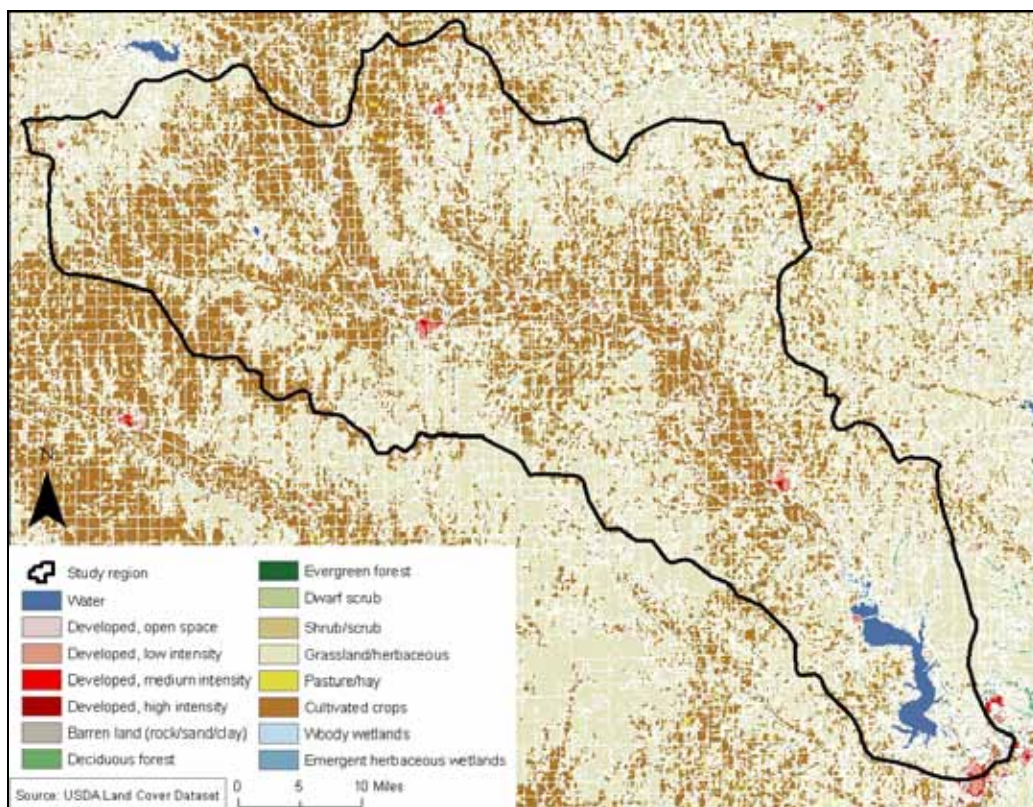 N
Study region
Water
Developed, open space
Developed, low intensity
Developed, medium intensity
Developed, high intensity
Barren land (rock/sand/clay)
Deciduous forest
Evergreen forest
Dwarf scrub
Shrub/scrub
Grassland/herbaceous
Pasture/hay
Cultivated crops
Woody wetlands
Emergent herbaceous wetlands
Source: USDA Land Cover Dataset
0 5 10 Miles